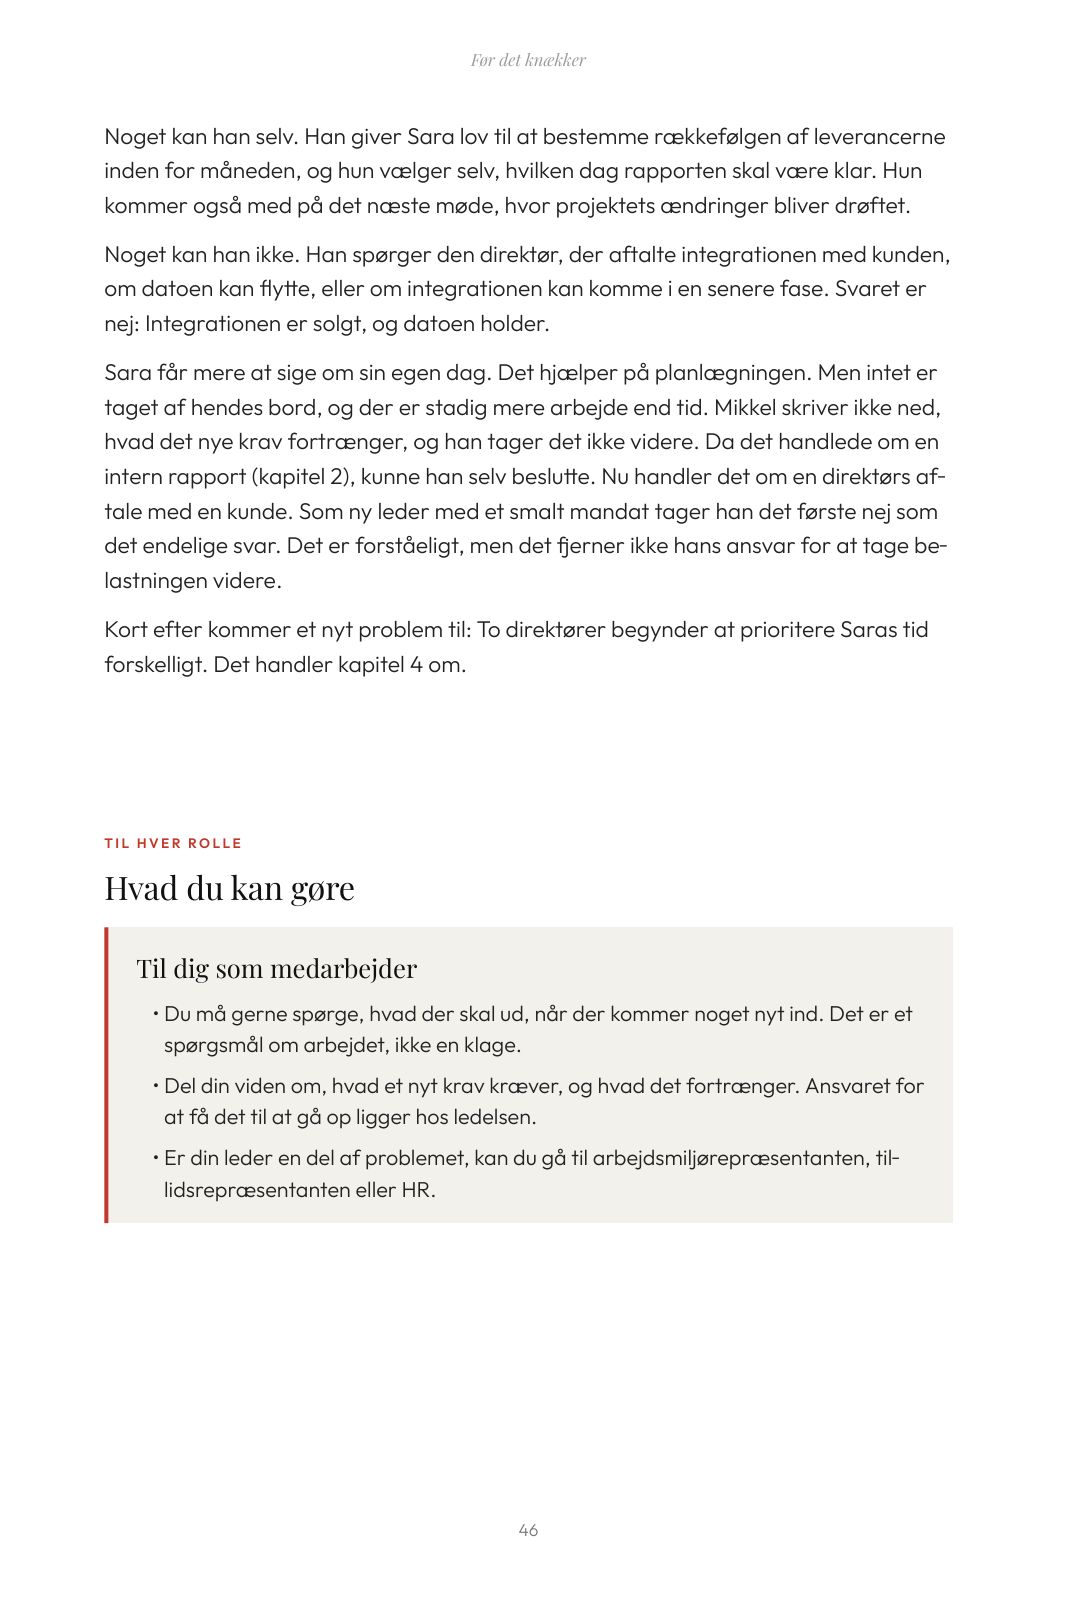 Før det knækker
Noget kan han selv. Han giver Sara lov til at bestemme rækkefølgen af leverancerne
inden for måneden, og hun vælger selv, hvilken dag rapporten skal være klar. Hun
kommer også med på det næste møde, hvor projektets ændringer bliver drøftet.
Noget kan han ikke. Han spørger den direktør, der aftalte integrationen med kunden,
om datoen kan flytte, eller om integrationen kan komme i en senere fase. Svaret er
nej: Integrationen er solgt, og datoen holder.
Sara får mere at sige om sin egen dag. Det hjælper på planlægningen. Men intet er
taget af hendes bord, og der er stadig mere arbejde end tid. Mikkel skriver ikke ned,
hvad det nye krav fortrænger, og han tager det ikke videre. Da det handlede om en
intern rapport (kapitel 2), kunne han selv beslutte. Nu handler det om en direktørs af-
tale med en kunde. Som ny leder med et smalt mandat tager han det første nej som
det endelige svar. Det er forståeligt, men det fjerner ikke hans ansvar for at tage be-
lastningen videre.
Kort efter kommer et nyt problem til: To direktører begynder at prioritere Saras tid
forskelligt. Det handler kapitel 4 om.
TIL HVER ROLLE
Hvad du kan gøre
Til dig som medarbejder
• Du må gerne spørge, hvad der skal ud, når der kommer noget nyt ind. Det er et
spørgsmål om arbejdet, ikke en klage.
• Del din viden om, hvad et nyt krav kræver, og hvad det fortrænger. Ansvaret for
at få det til at gå op ligger hos ledelsen.
• Er din leder en del af problemet, kan du gå til arbejdsmiljørepræsentanten, til-
lidsrepræsentanten eller HR.
46